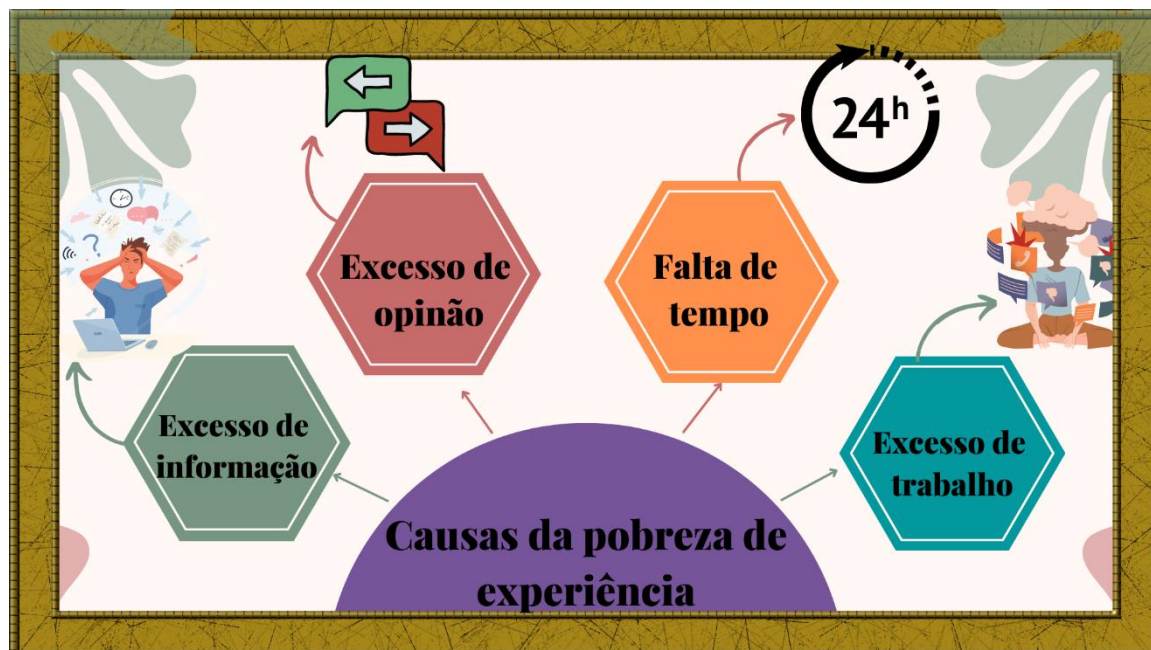 24h
Excesso de
opinão
Falta de
tempo
Excesso de
informação
Excesso de
trabalho
Causas da pobreza de
experiência